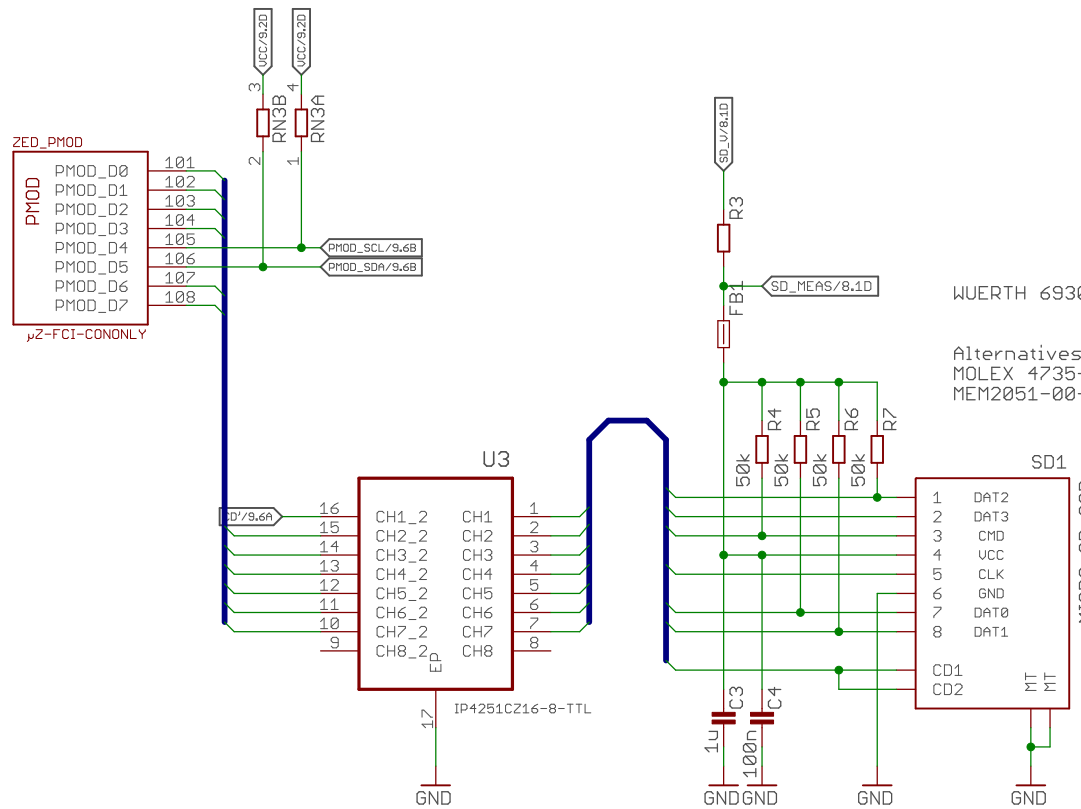 VCC/9.2D
VCC/9.2D
3
4
RN3B
RN3A
2
1
ZED_PMOD
PMOD
PMOD_D0 101
PMOD_D1 102
PMOD_D2 103
PMOD_D3 104
PMOD_D4 105
PMOD_D5 106
PMOD_D6 107
PMOD_D7 108
µZ-FCI-CONONLY
PMOD_SCL/9.6B
PMOD_SDA/9.6B
SD_V/8.1D
R3
SD_MEAS/8.1D
FB1
WUERTH 6930
Alternatives
MOLEX 4735-
MEM2051-00-
R4
R5
R6
R7
50k
50k
50k
50k
U3
CD'/9.6A
16 CH1_2 CH1 1
15 CH2_2 CH2 2
14 CH3_2 CH3 3
13 CH4_2 CH4 4
12 CH5_2 CH5 5
11 CH6_2 CH6 6
10 CH7_2 CH7 7
9 CH8_2 CH8 8
EP
17
IP4251CZ16-8-TTL
GND
SD1
1 DAT2
2 DAT3
3 CMD
4 VCC
5 CLK
6 GND
7 DAT0
8 DAT1
CD1
CD2
MT
MT
C3
C4
1u
100n
GND
GND
GND
GND